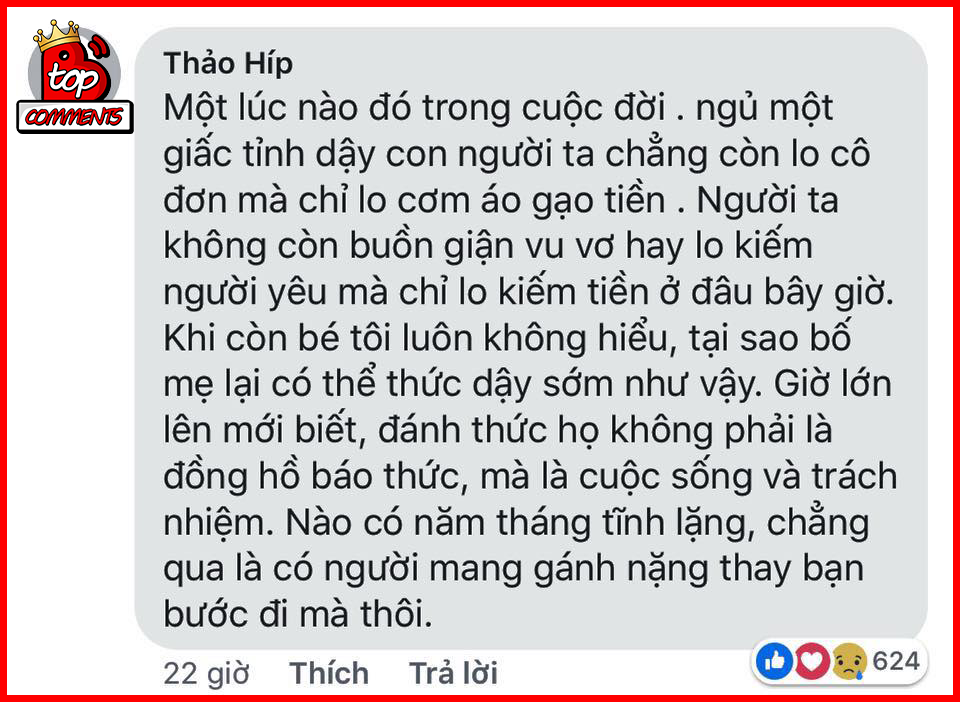 top
COMMENTS
Thảo Híp
Một lúc nào đó trong cuộc đời . ngủ một
giấc tỉnh dậy con người ta chẳng còn lo cô
đơn mà chỉ lo cơm áo gạo tiền . Người ta
không còn buồn giận vu vơ hay lo kiếm
người yêu mà chỉ lo kiếm tiền ở đâu bây giờ.
Khi còn bé tôi luôn không hiểu, tại sao bố
mẹ lại có thể thức dậy sớm như vậy. Giờ lớn
lên mới biết, đánh thức họ không phải là
đồng hồ báo thức, mà là cuộc sống và trách
nhiệm. Nào có năm tháng tĩnh lặng, chẳng
qua là có người mang gánh nặng thay bạn
bước đi mà thôi.
22 giờ Thích Trả lời
624